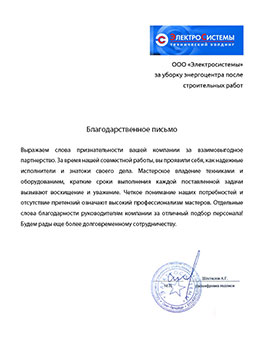 ЭЛЕКТРОСИСТЕМЫ
ТЕХНИЧЕСКИЙ ХОЛДИНГ
ООО «Электросистемы»
за уборку энергоцентра после
строительных работ
Благодарственное письмо
Выражаем слова признательности вашей компании за взаимовыгодное
партнерство. За время нашей совместной работы, вы проявили себя, как надежные
исполнители и знатоки своего дела. Мастерское владение техники и
оборудованием, краткие сроки выполнения каждой поставленной задачи
вызывают восхищение и уважение. Четкое понимание наших потребностей и
отсутствие претензий означают высокий профессионализм мастеров. Отдельные
слова благодарности руководителям компании за отличный подбор персонала!
Будем рады еще более долговременному сотрудничеству.